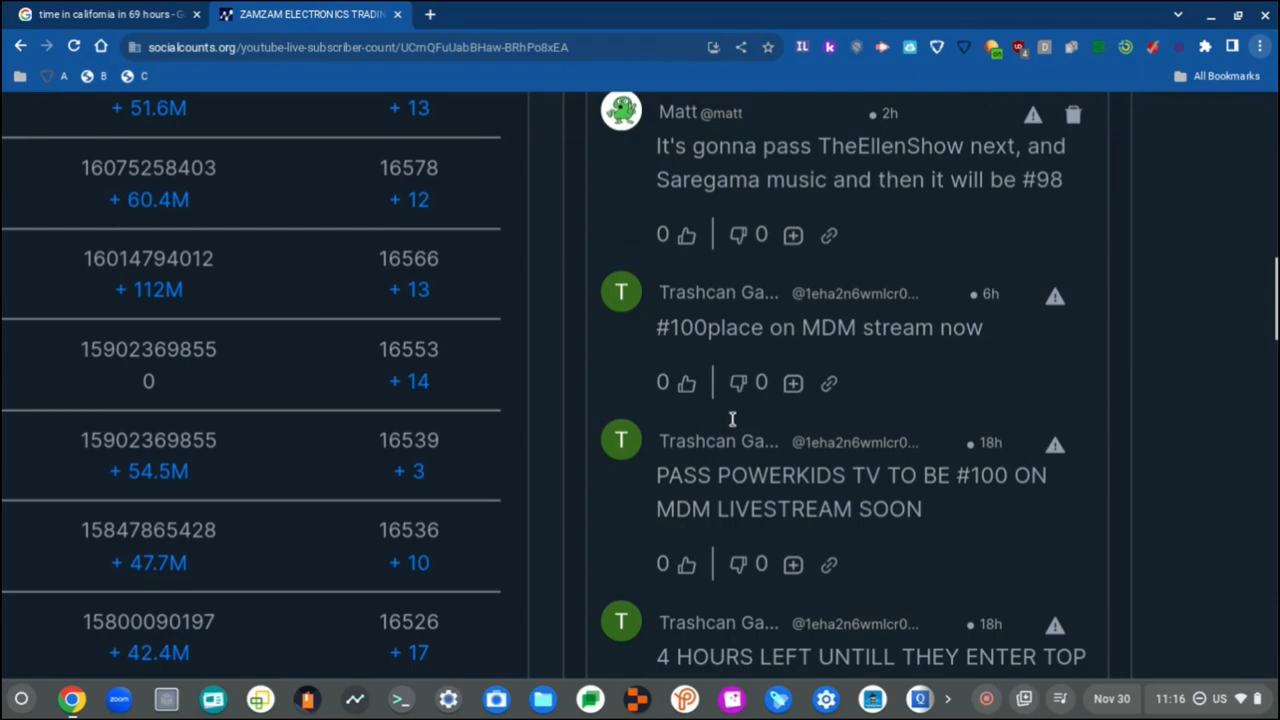 time in california in 69 hours - G
ZAMZAM ELECTRONICS TRADIN
socialcounts.org/youtube-live-subscriber-count/UCmQFuUabBHaw-BRhPo8xEA
A
B
C
All Bookmarks
+ 51.6M
+ 13
16075258403
16578
+ 60.4M
+ 12
16014794012
16566
+ 112M
+ 13
15902369855
16553
0
+ 14
15902369855
16539
+ 54.5M
+ 3
15847865428
16536
+ 47.7M
+ 10
15800090197
16526
+ 42.4M
+ 17
Matt @matt
2h
It's gonna pass TheEllenShow next, and
Saregama music and then it will be #98
0
0
Trashcan Ga... @1eha2n6wmlcr0...
6h
#100place on MDM stream now
0
0
Trashcan Ga... @1eha2n6wmlcr0...
18h
PASS POWERKIDS TV TO BE #100 ON
MDM LIVESTREAM SOON
0
0
Trashcan Ga... @1eha2n6wmlcr0...
18h
4 HOURS LEFT UNTILL THEY ENTER TOP
zoom
Nov 30
11:16
US